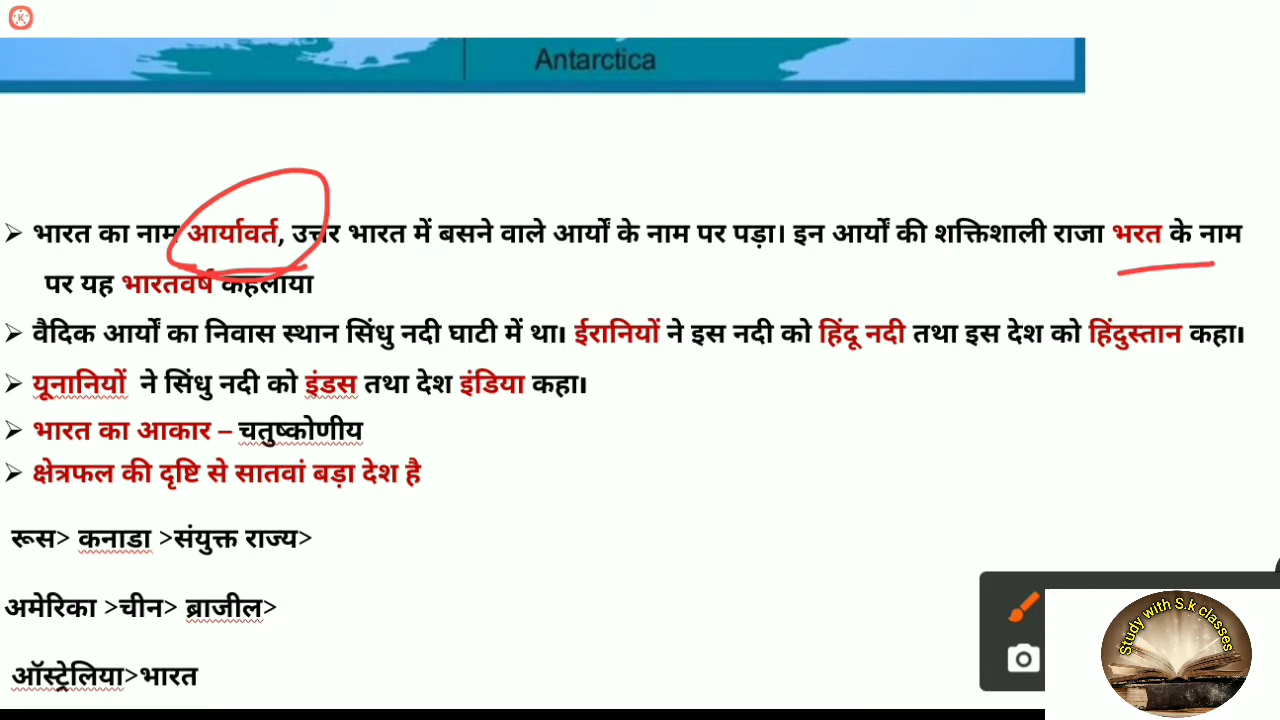 Antarctica
भारत का नाम आर्यावर्त, उत्तर भारत में बसने वाले आर्यों के नाम पर पड़ा। इन आर्यों की शक्तिशाली राजा भरत के नाम
पर यह भारतवर्ष कहलाया
वैदिक आर्यों का निवास स्थान सिंधु नदी घाटी में था। ईरानियों ने इस नदी को हिंदू नदी तथा इस देश को हिंदुस्तान कहा।
यूनानियों ने सिंधु नदी को इंडस तथा देश इंडिया कहा।
भारत का आकार – चतुष्कोणीय
क्षेत्रफल की दृष्टि से सातवां बड़ा देश है
रूस> कनाडा >संयुक्त राज्य>
अमेरिका >चीन> ब्राजील>
ऑस्ट्रेलिया>भारत
Study with S.k classes